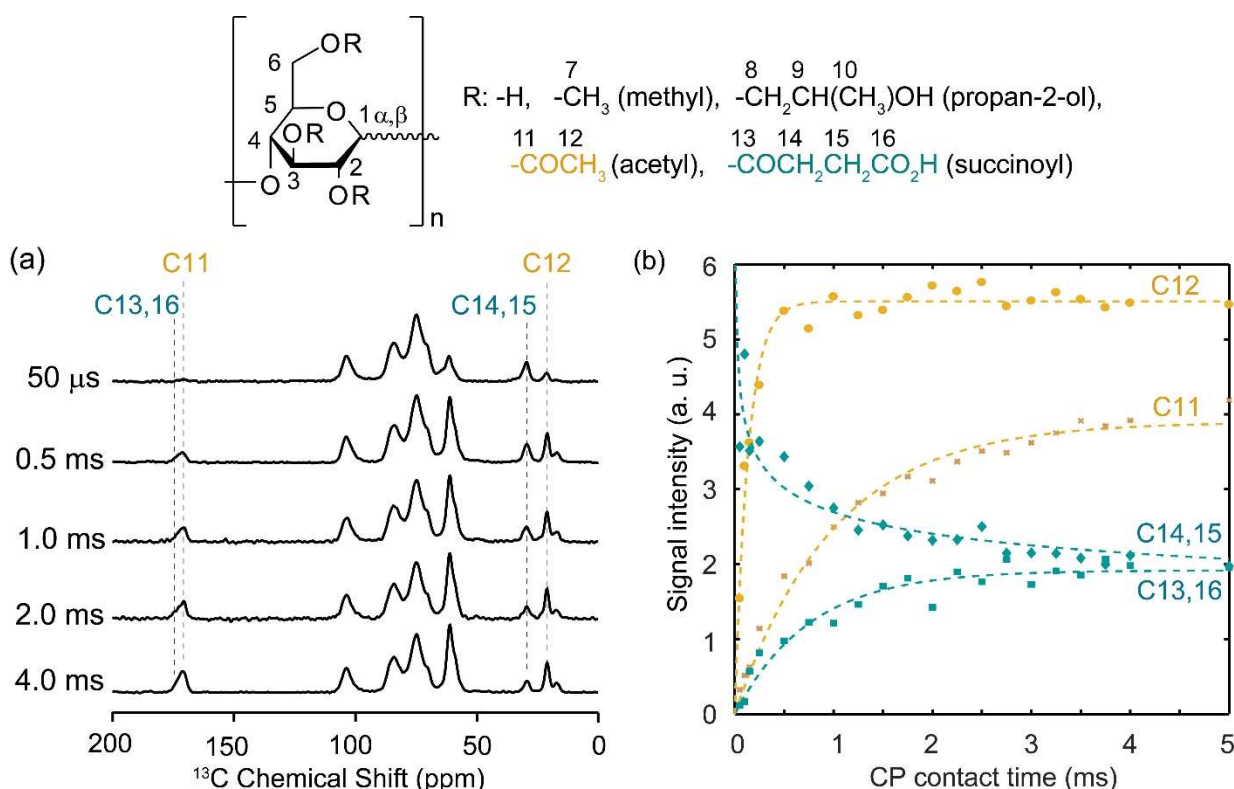 6
OR
5
O
1 α,β
4
OR
O
3
2
OR
n
7 8 9 10
R: -H, -CH₃ (methyl), -CH₂CH(CH₃)OH (propan-2-ol),
11 12 13 14 15 16
-COCH₃ (acetyl), -COCH₂CH₂CO₂H (succinoyl)
(a)
C11 C12
C13,16 C14,15
50 μs
0.5 ms
1.0 ms
2.0 ms
4.0 ms
200 150 100 50 0
¹³C Chemical Shift (ppm)
(b)
6
5
4
3
2
1
0
Signal intensity (a. u.)
C12
C11
C14,15
C13,16
0 1 2 3 4 5
CP contact time (ms)